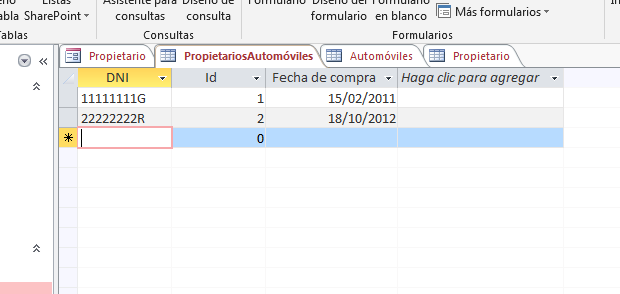 Listas Asistente para Diseño de Formulario Diseño del Formulario
SharePoint consultas consulta formulario en blanco Más formularios
Consultas Formularios
Propietario PropietariosAutomóviles Automóviles Propietario
DNI Id Fecha de compra Haga clic para agregar
11111111G 1 15/02/2011
22222222R 2 18/10/2012
0